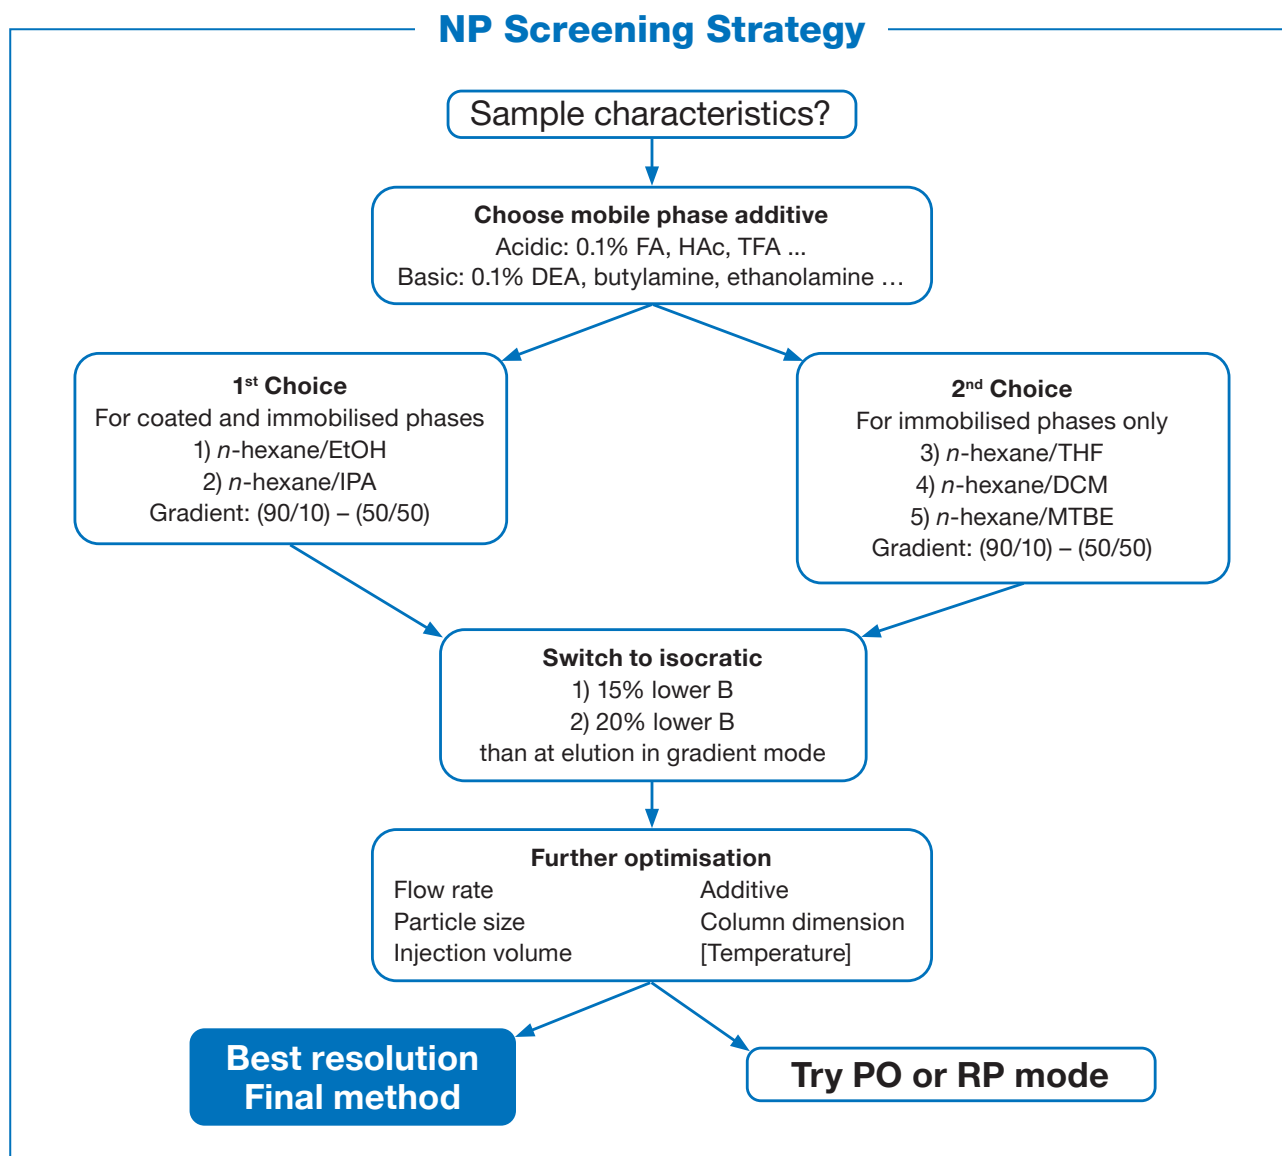 NP Screening Strategy
Sample characteristics?
Choose mobile phase additive
Acidic: 0.1% FA, HAc, TFA ...
Basic: 0.1% DEA, butylamine, ethanolamine …
1st Choice
For coated and immobilised phases
1) n-hexane/EtOH
2) n-hexane/IPA
Gradient: (90/10) – (50/50)
2nd Choice
For immobilised phases only
3) n-hexane/THF
4) n-hexane/DCM
5) n-hexane/MTBE
Gradient: (90/10) – (50/50)
Switch to isocratic
1) 15% lower B
2) 20% lower B
than at elution in gradient mode
Further optimisation
Flow rate
Particle size
Injection volume
Additive
Column dimension
[Temperature]
Best resolution
Final method
Try PO or RP mode